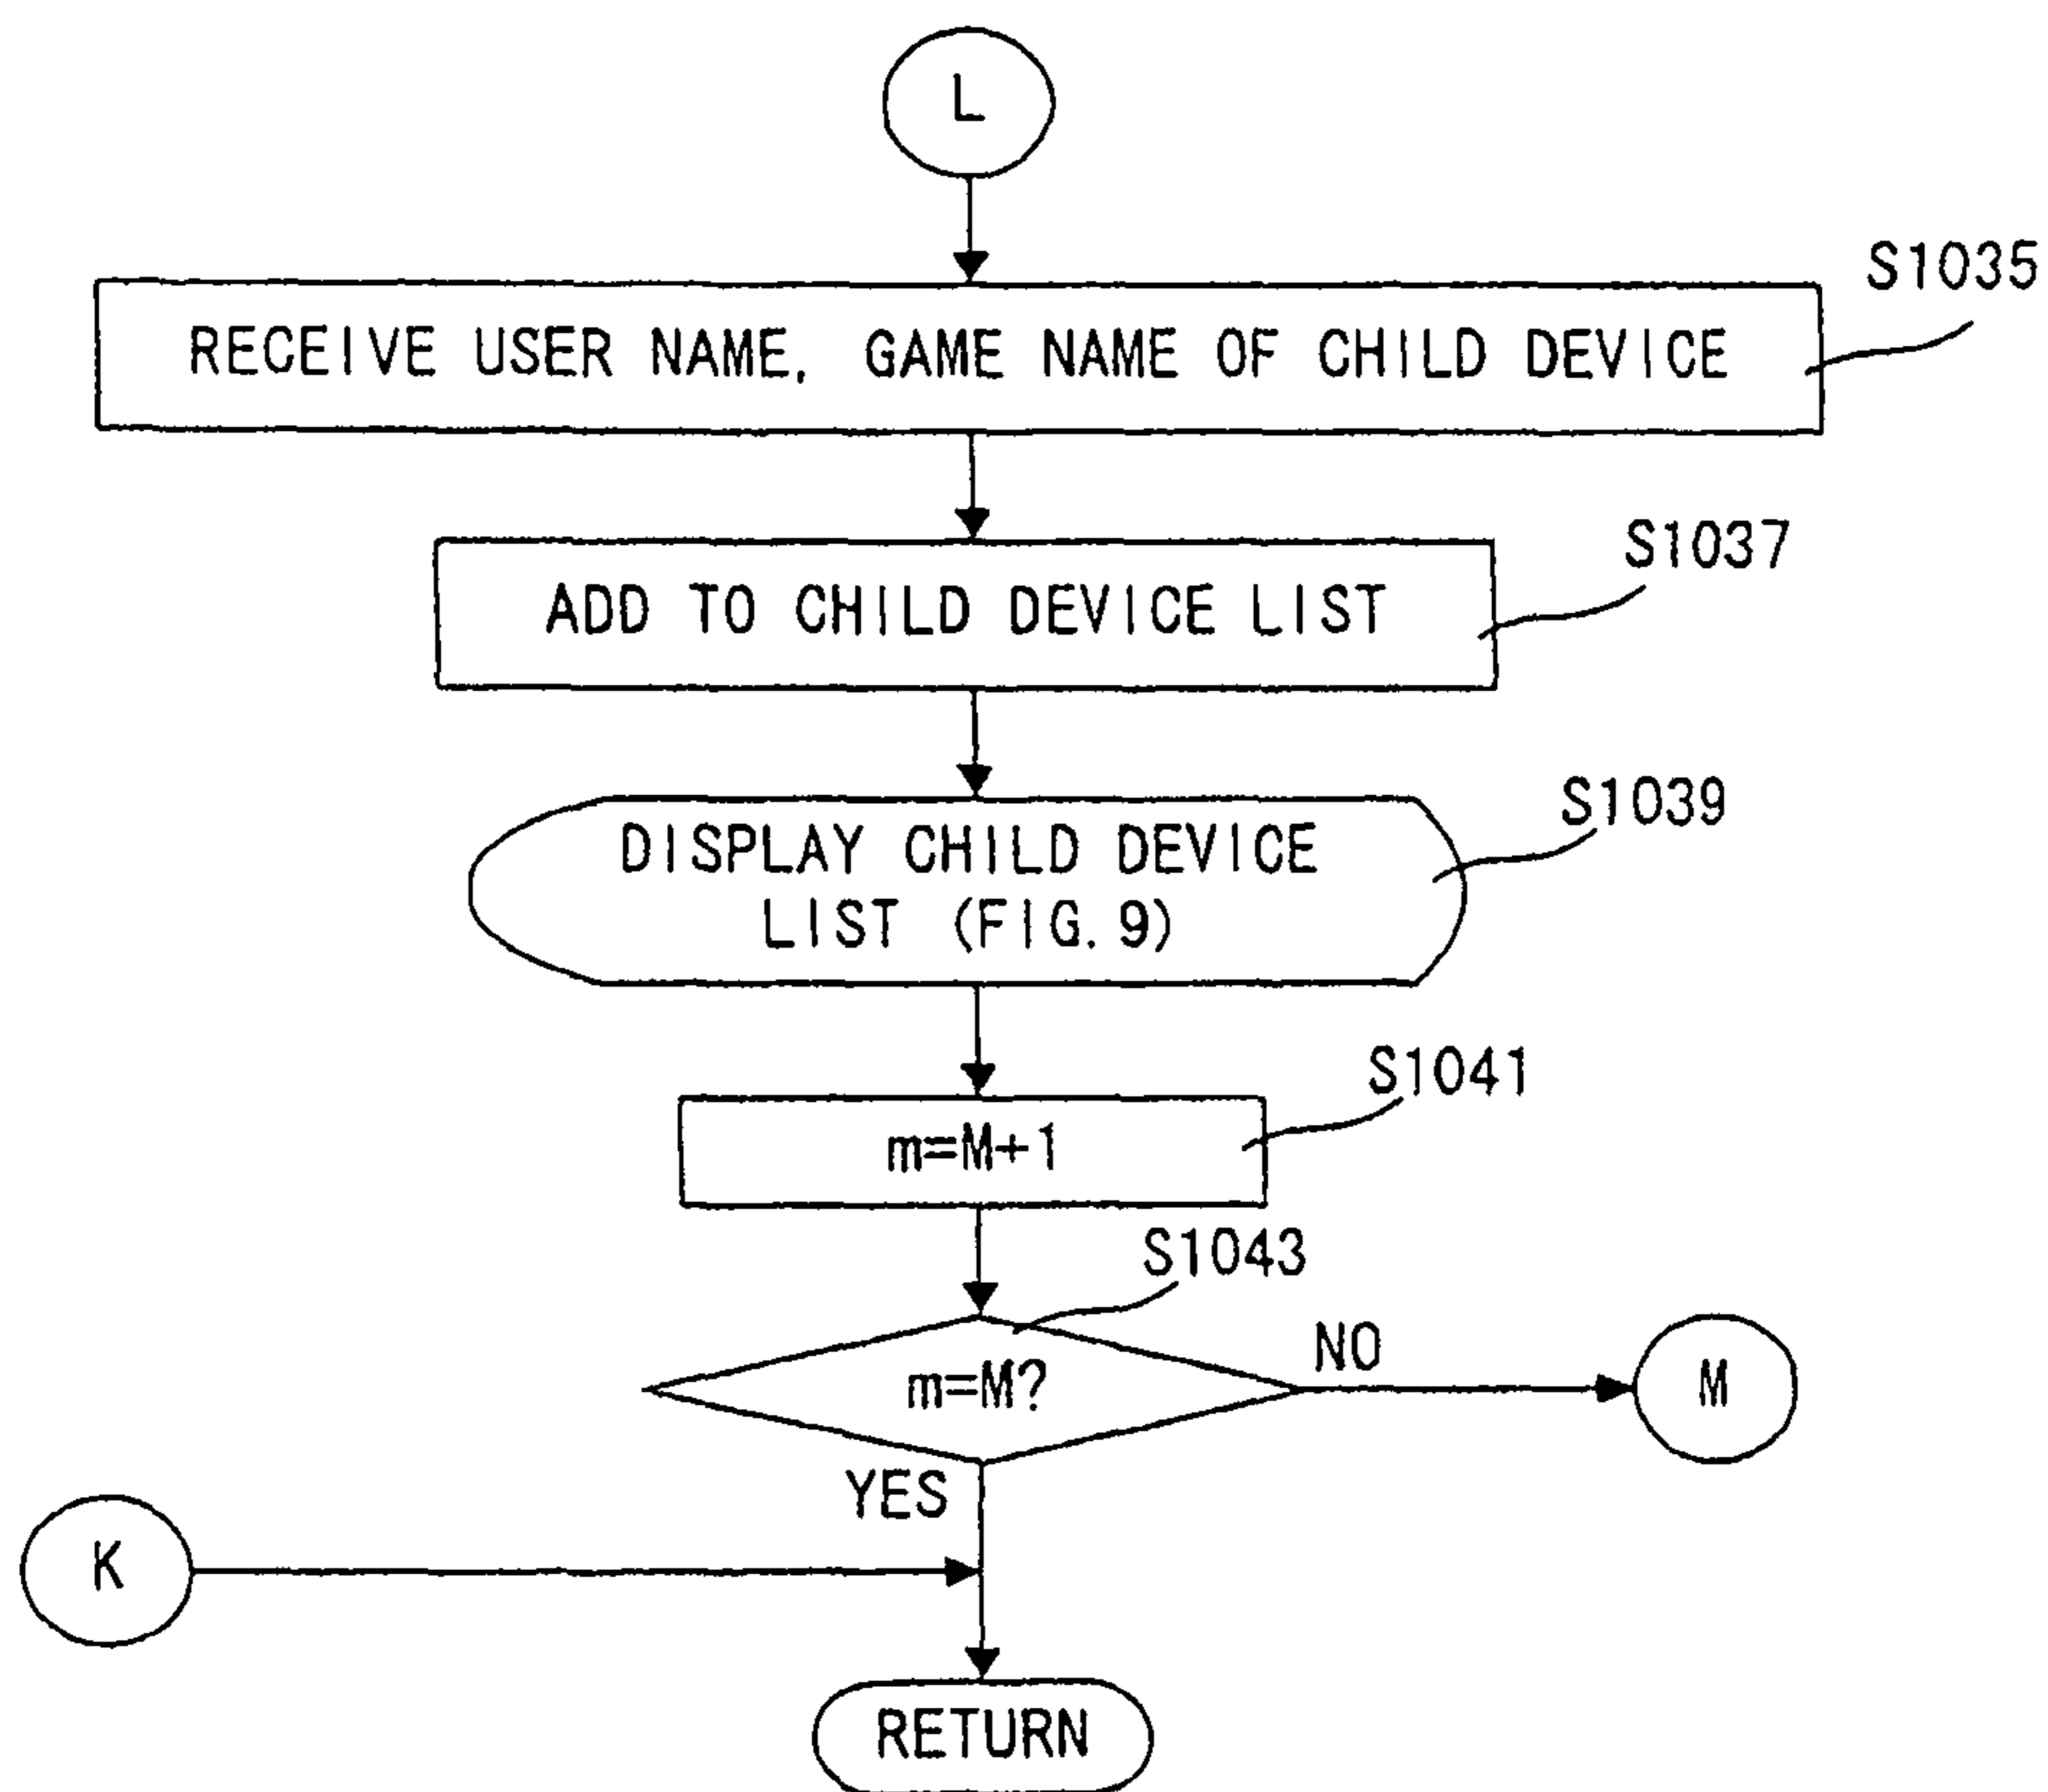 L
S1035
RECEIVE USER NAME, GAME NAME OF CHILD DEVICE
S1037
ADD TO CHILD DEVICE LIST
S1039
DISPLAY CHILD DEVICE
LIST (FIG. 9)
S1041
m=M+1
S1043
m=M?
NO
M
YES
K
RETURN